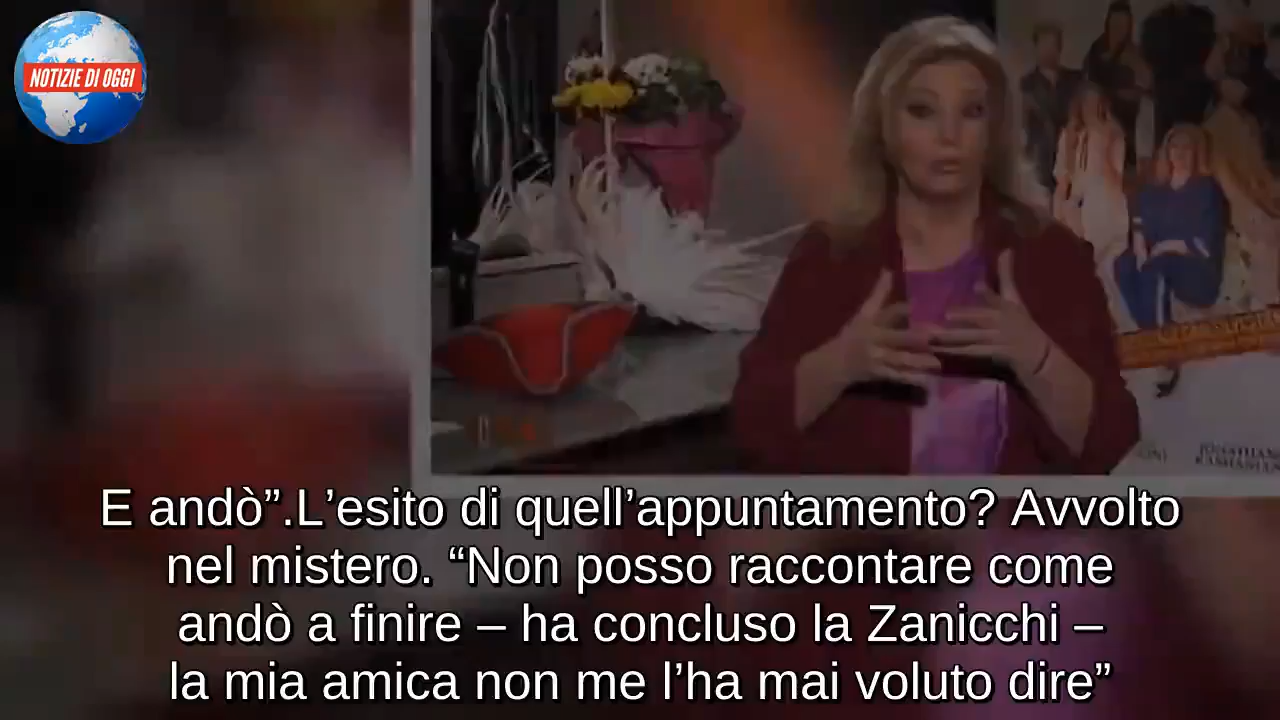 NOTIZIE DI OGGI
E andò”.L’esito di quell’appuntamento? Avvolto
nel mistero. “Non posso raccontare come
andò a finire – ha concluso la Zanicchi –
la mia amica non me l’ha mai voluto dire”